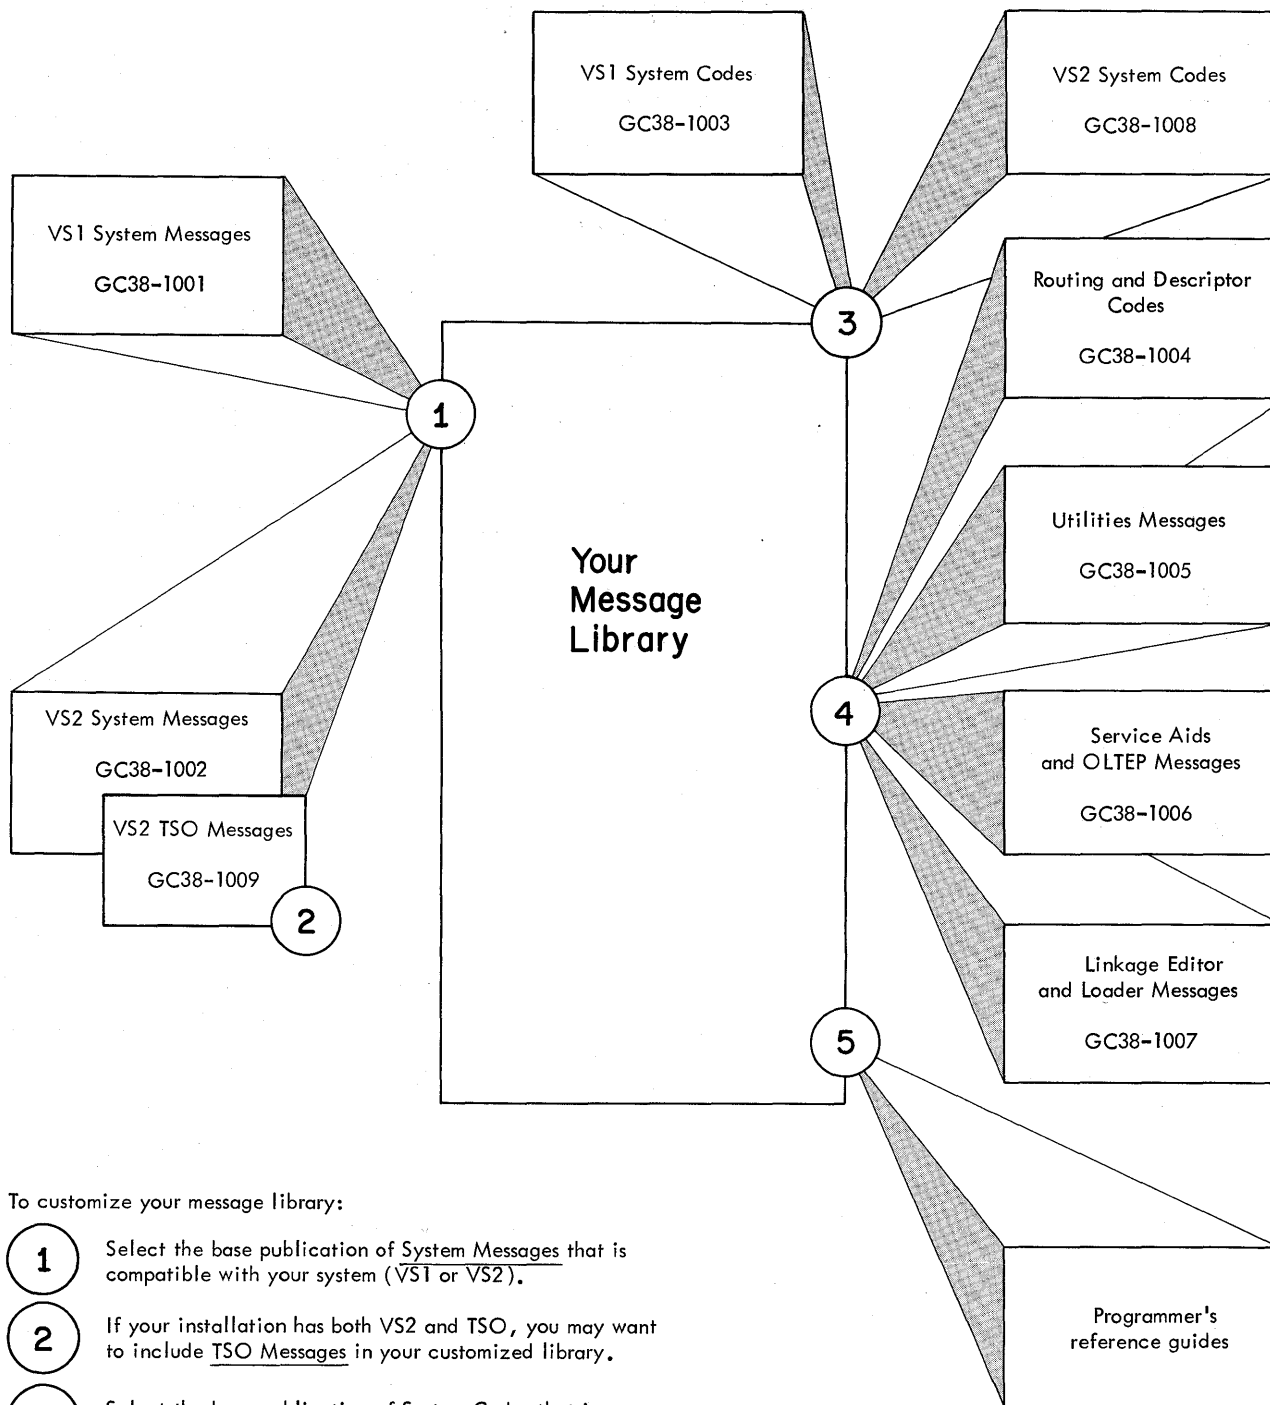 VS1 System Codes
GC38-1003
VS2 System Codes
GC38-1008
VS1 System Messages
GC38-1001
Routing and Descriptor
Codes
GC38-1004
3
1
Your
Message
Library
Utilities Messages
GC38-1005
4
VS2 System Messages
GC38-1002
Service Aids
and OLTEP Messages
GC38-1006
VS2 TSO Messages
GC38-1009
2
Linkage Editor
and Loader Messages
GC38-1007
5
Programmer's
reference guides
To customize your message library:
1 Select the base publication of System Messages that is
compatible with your system (VS1 or VS2).
2 If your installation has both VS2 and TSO, you may want
to include TSO Messages in your customized library.